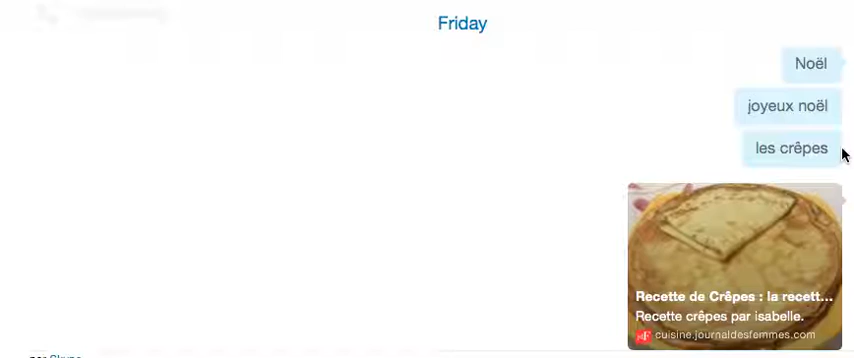 Friday
Noël
joyeux noël
les crêpes
Recette de Crêpes : la recett...
Recette crêpes par isabelle.
cuisine.journaldesfemmes.com